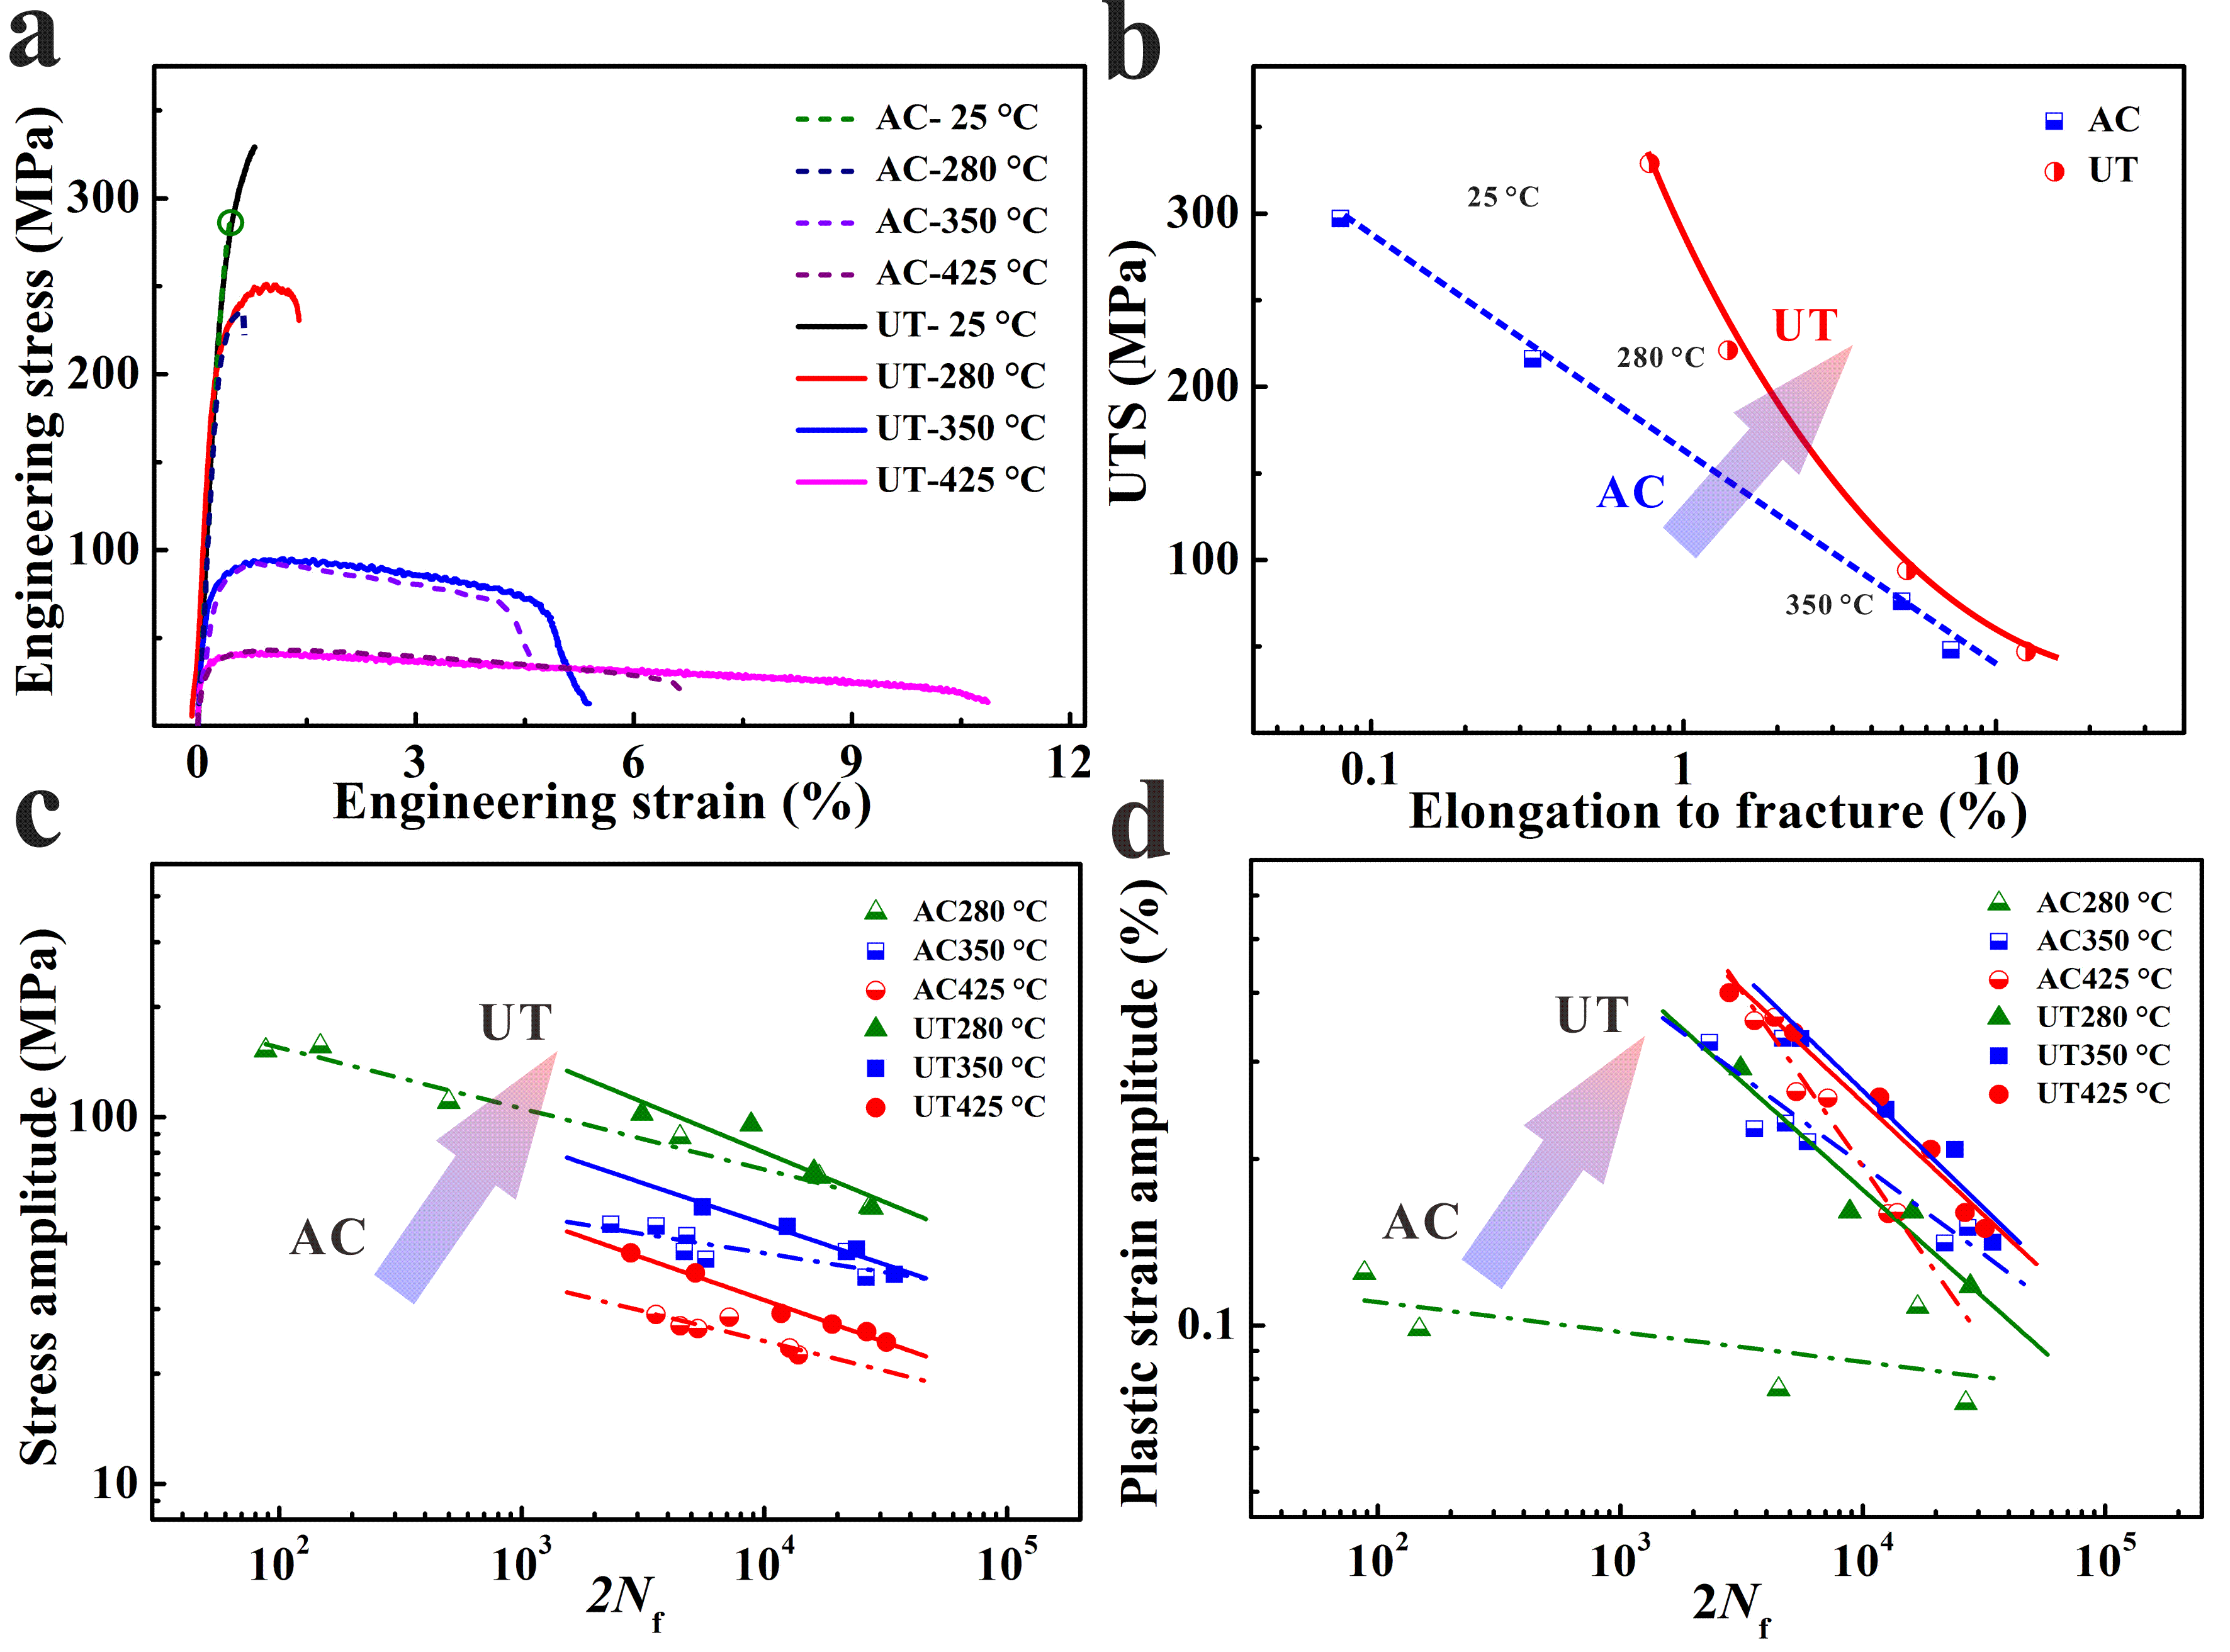 a
Engineering stress (MPa)
300
200
100
AC- 25 °C
AC-280 °C
AC-350 °C
AC-425 °C
UT- 25 °C
UT-280 °C
UT-350 °C
UT-425 °C
0 3 6 9 12
Engineering strain (%)
b
UTS (MPa)
300
200
100
AC
UT
25 °C
280 °C
350 °C
UT
AC
0.1 1 10
Elongation to fracture (%)
c
Stress amplitude (MPa)
100
10
AC280 °C
AC350 °C
AC425 °C
UT280 °C
UT350 °C
UT425 °C
UT
AC
10² 10³ 10⁴ 10⁵
2Nf
d
Plastic strain amplitude (%)
0.1
AC280 °C
AC350 °C
AC425 °C
UT280 °C
UT350 °C
UT425 °C
UT
AC
10² 10³ 10⁴ 10⁵
2Nf